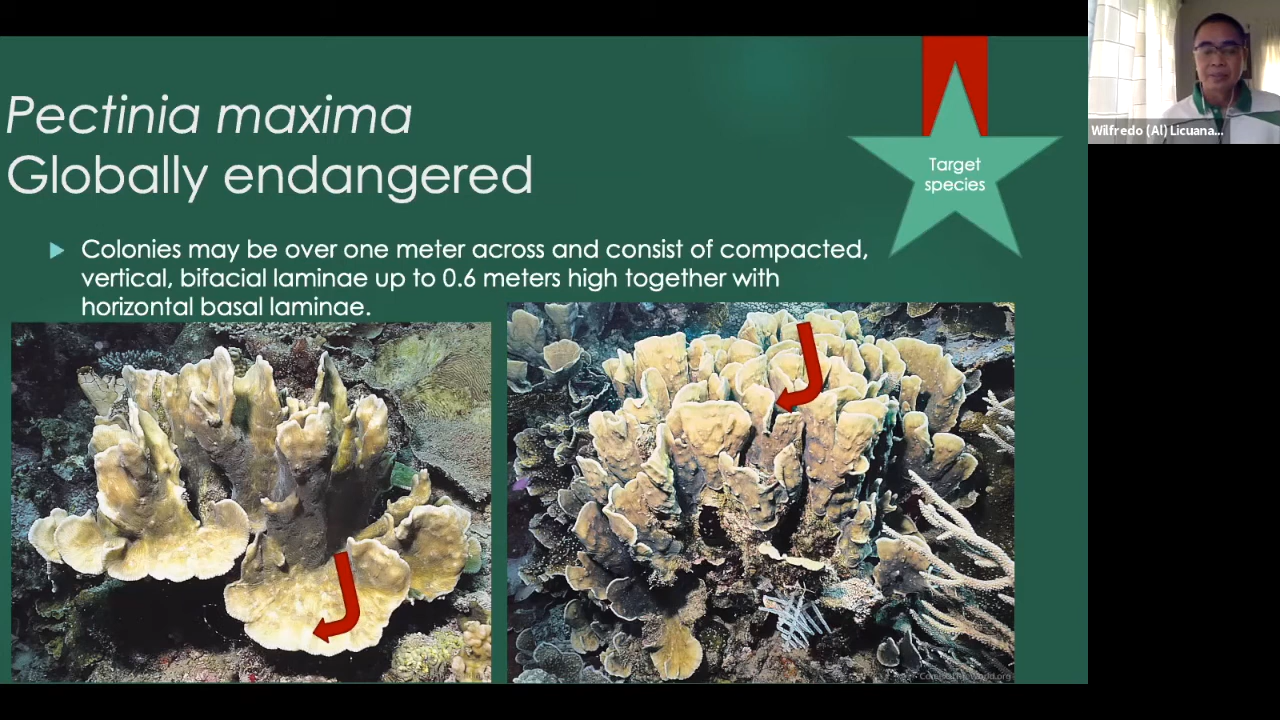 Pectinia maxima
Globally endangered
Target
species
Colonies may be over one meter across and consist of compacted,
vertical, bifacial laminae up to 0.6 meters high together with
horizontal basal laminae.
Wilfredo (Al) Licuana...